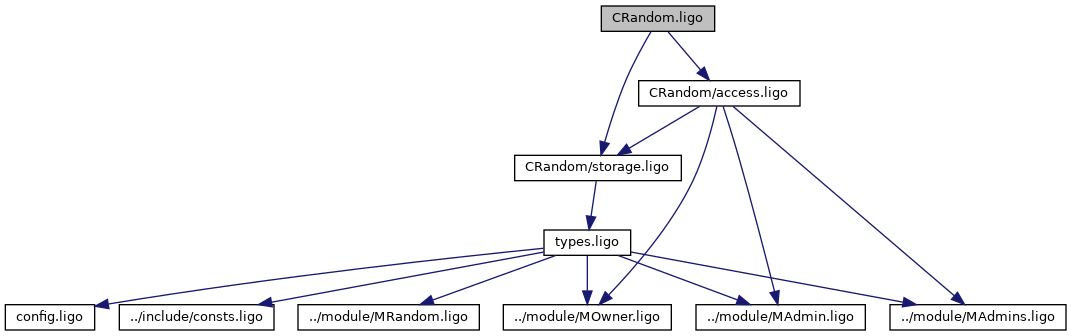 CRandom.ligo
CRandom/access.ligo
CRandom/storage.ligo
types.ligo
config.ligo
../include/consts.ligo
../module/MRandom.ligo
../module/MOwner.ligo
../module/MAdmin.ligo
../module/MAdmins.ligo